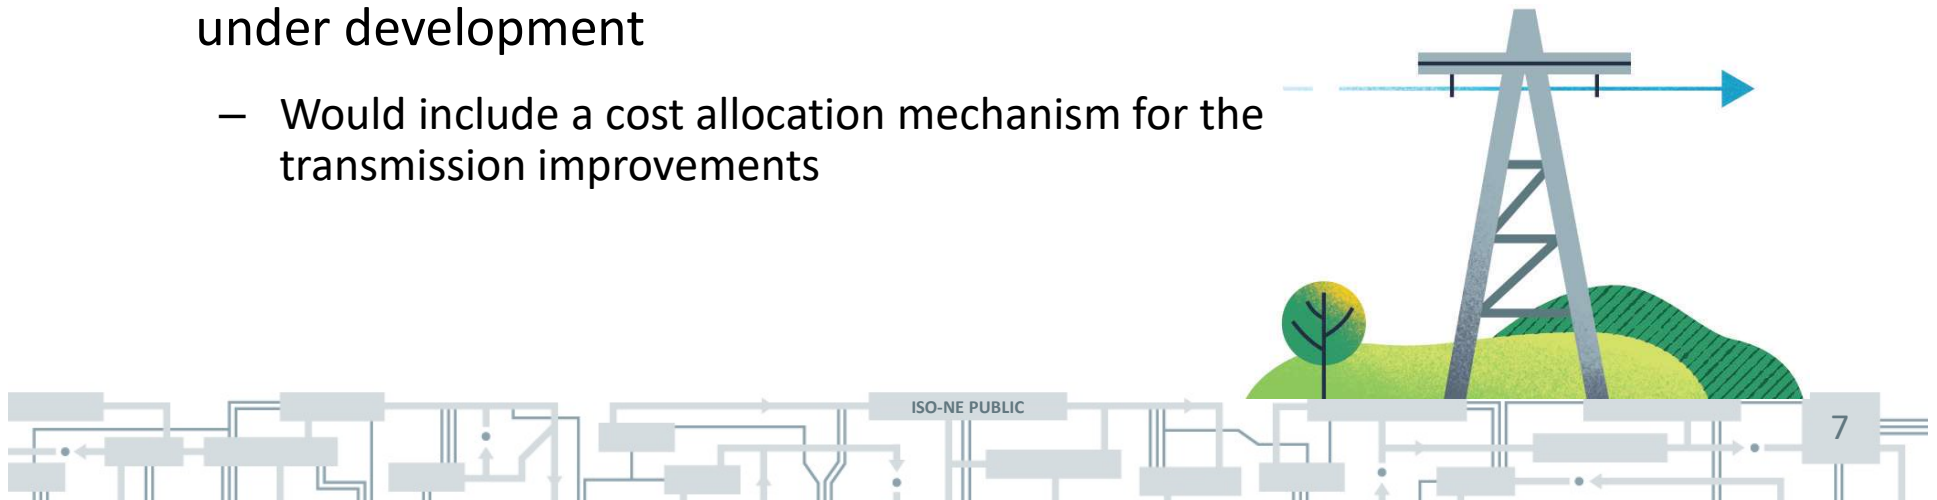 under development
– Would include a cost allocation mechanism for the
transmission improvements
ISO-NE PUBLIC
7